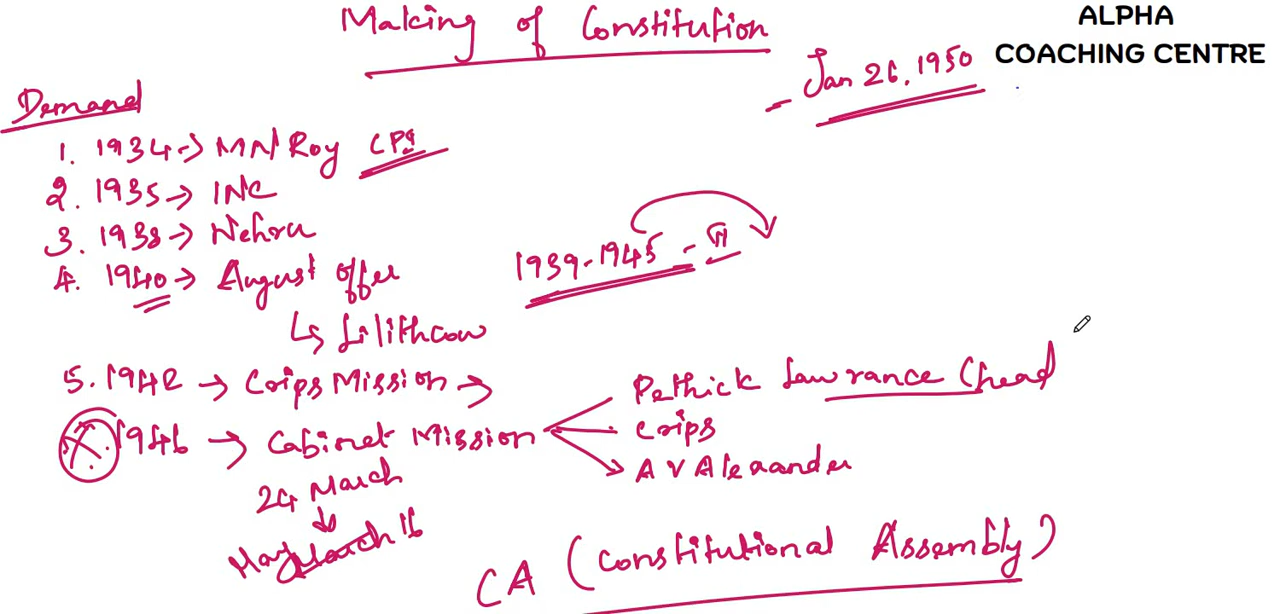 Making of Constitution
ALPHA
COACHING CENTRE
- Jan 26, 1950
Demand
1. 1934 -> MN Roy CPI
2. 1935 -> INC
3. 1938 -> Nehru
4. 1940 -> August offer
1939-1945 - II
↳ Lilithcow
5. 1942 -> Crips Mission ->
1946 -> Cabinet Mission
Pethick Lawrance (head
Crips
A V Alexander
24 March
↓
May 16
CA (Constitutional Assembly)